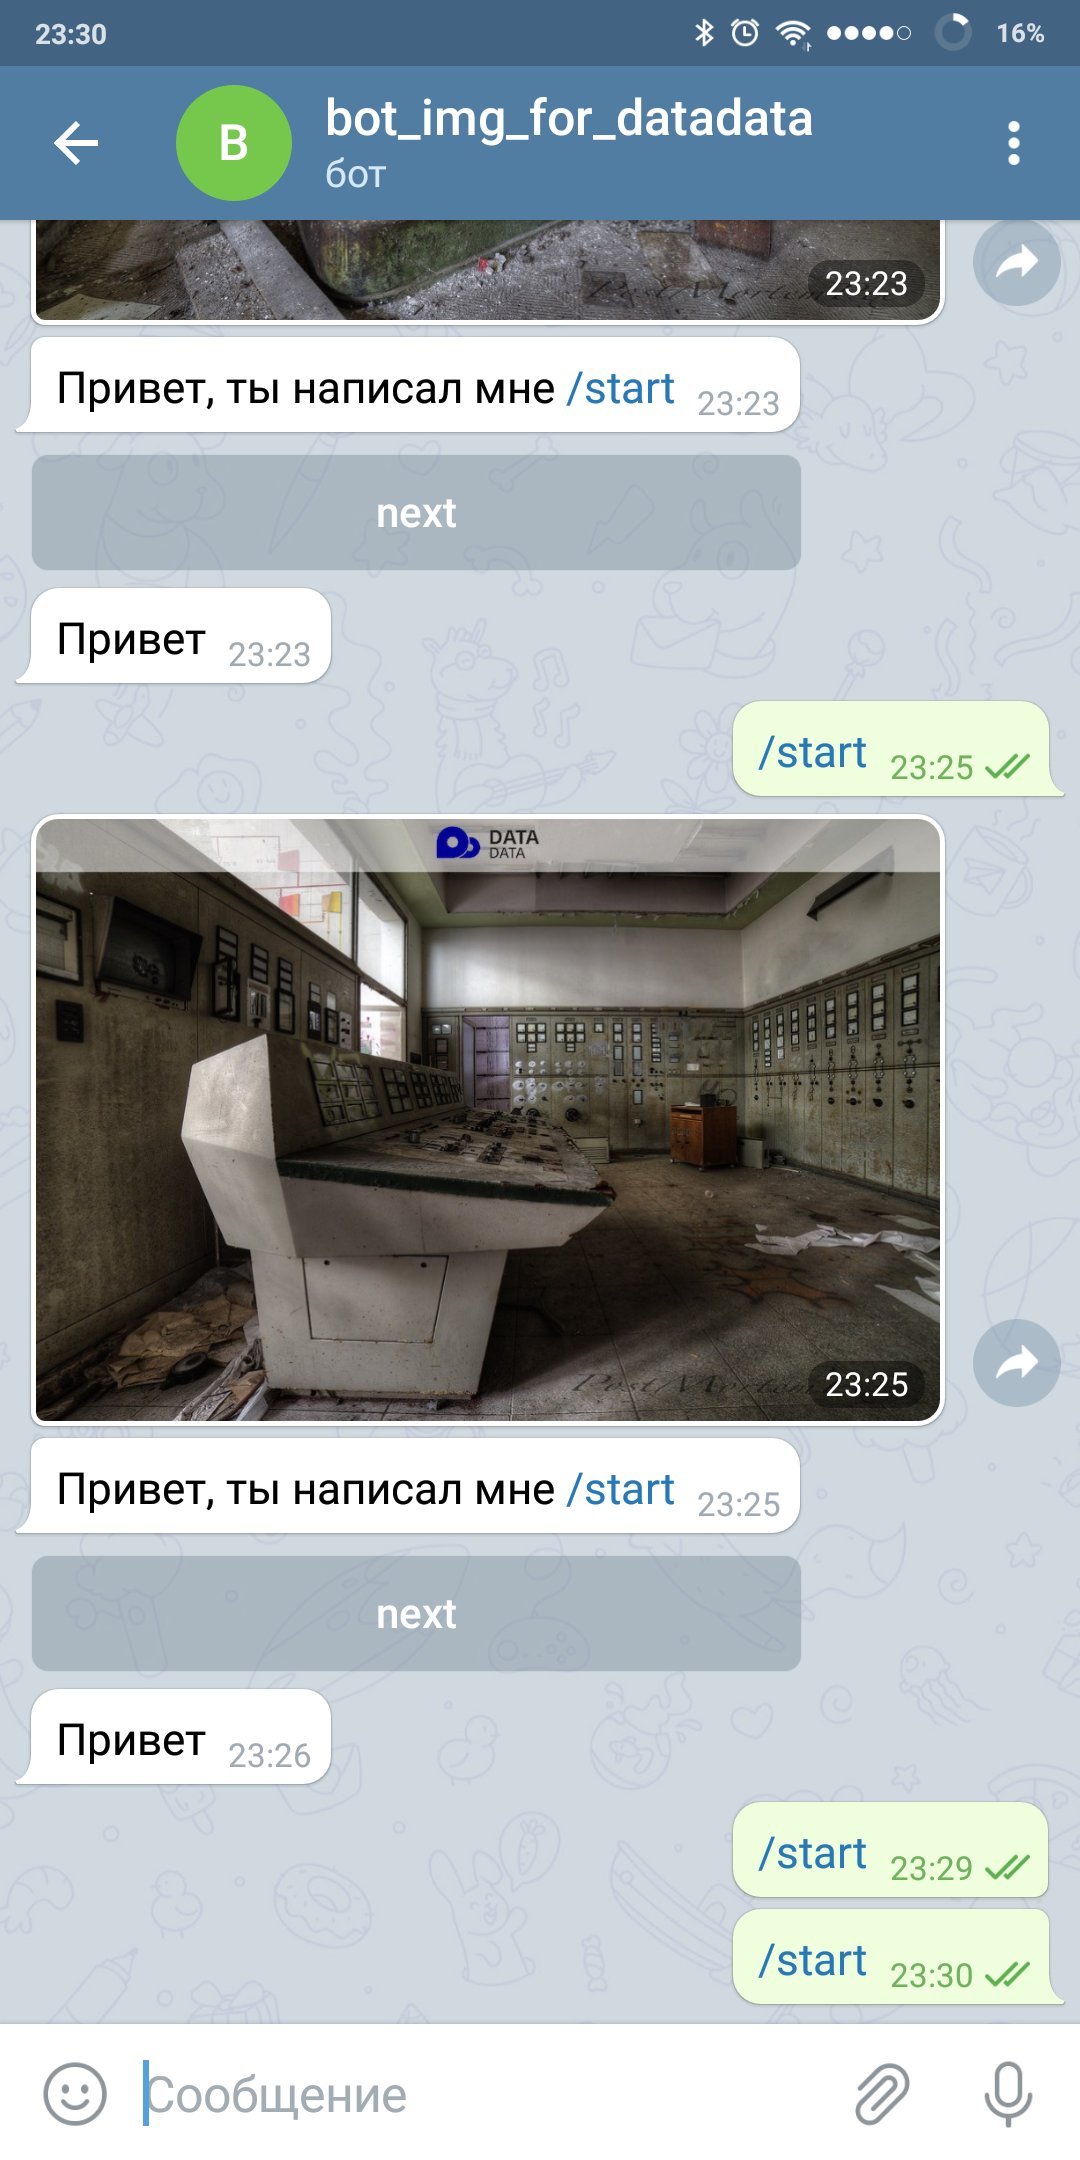 23:30
16%
B
bot_img_for_datadata
бот
23:23
Привет, ты написал мне /start 23:23
next
Привет 23:23
/start 23:25
DATA
DATA
Post Mortem
23:25
Привет, ты написал мне /start 23:25
next
Привет 23:26
/start 23:29
/start 23:30
Сообщение